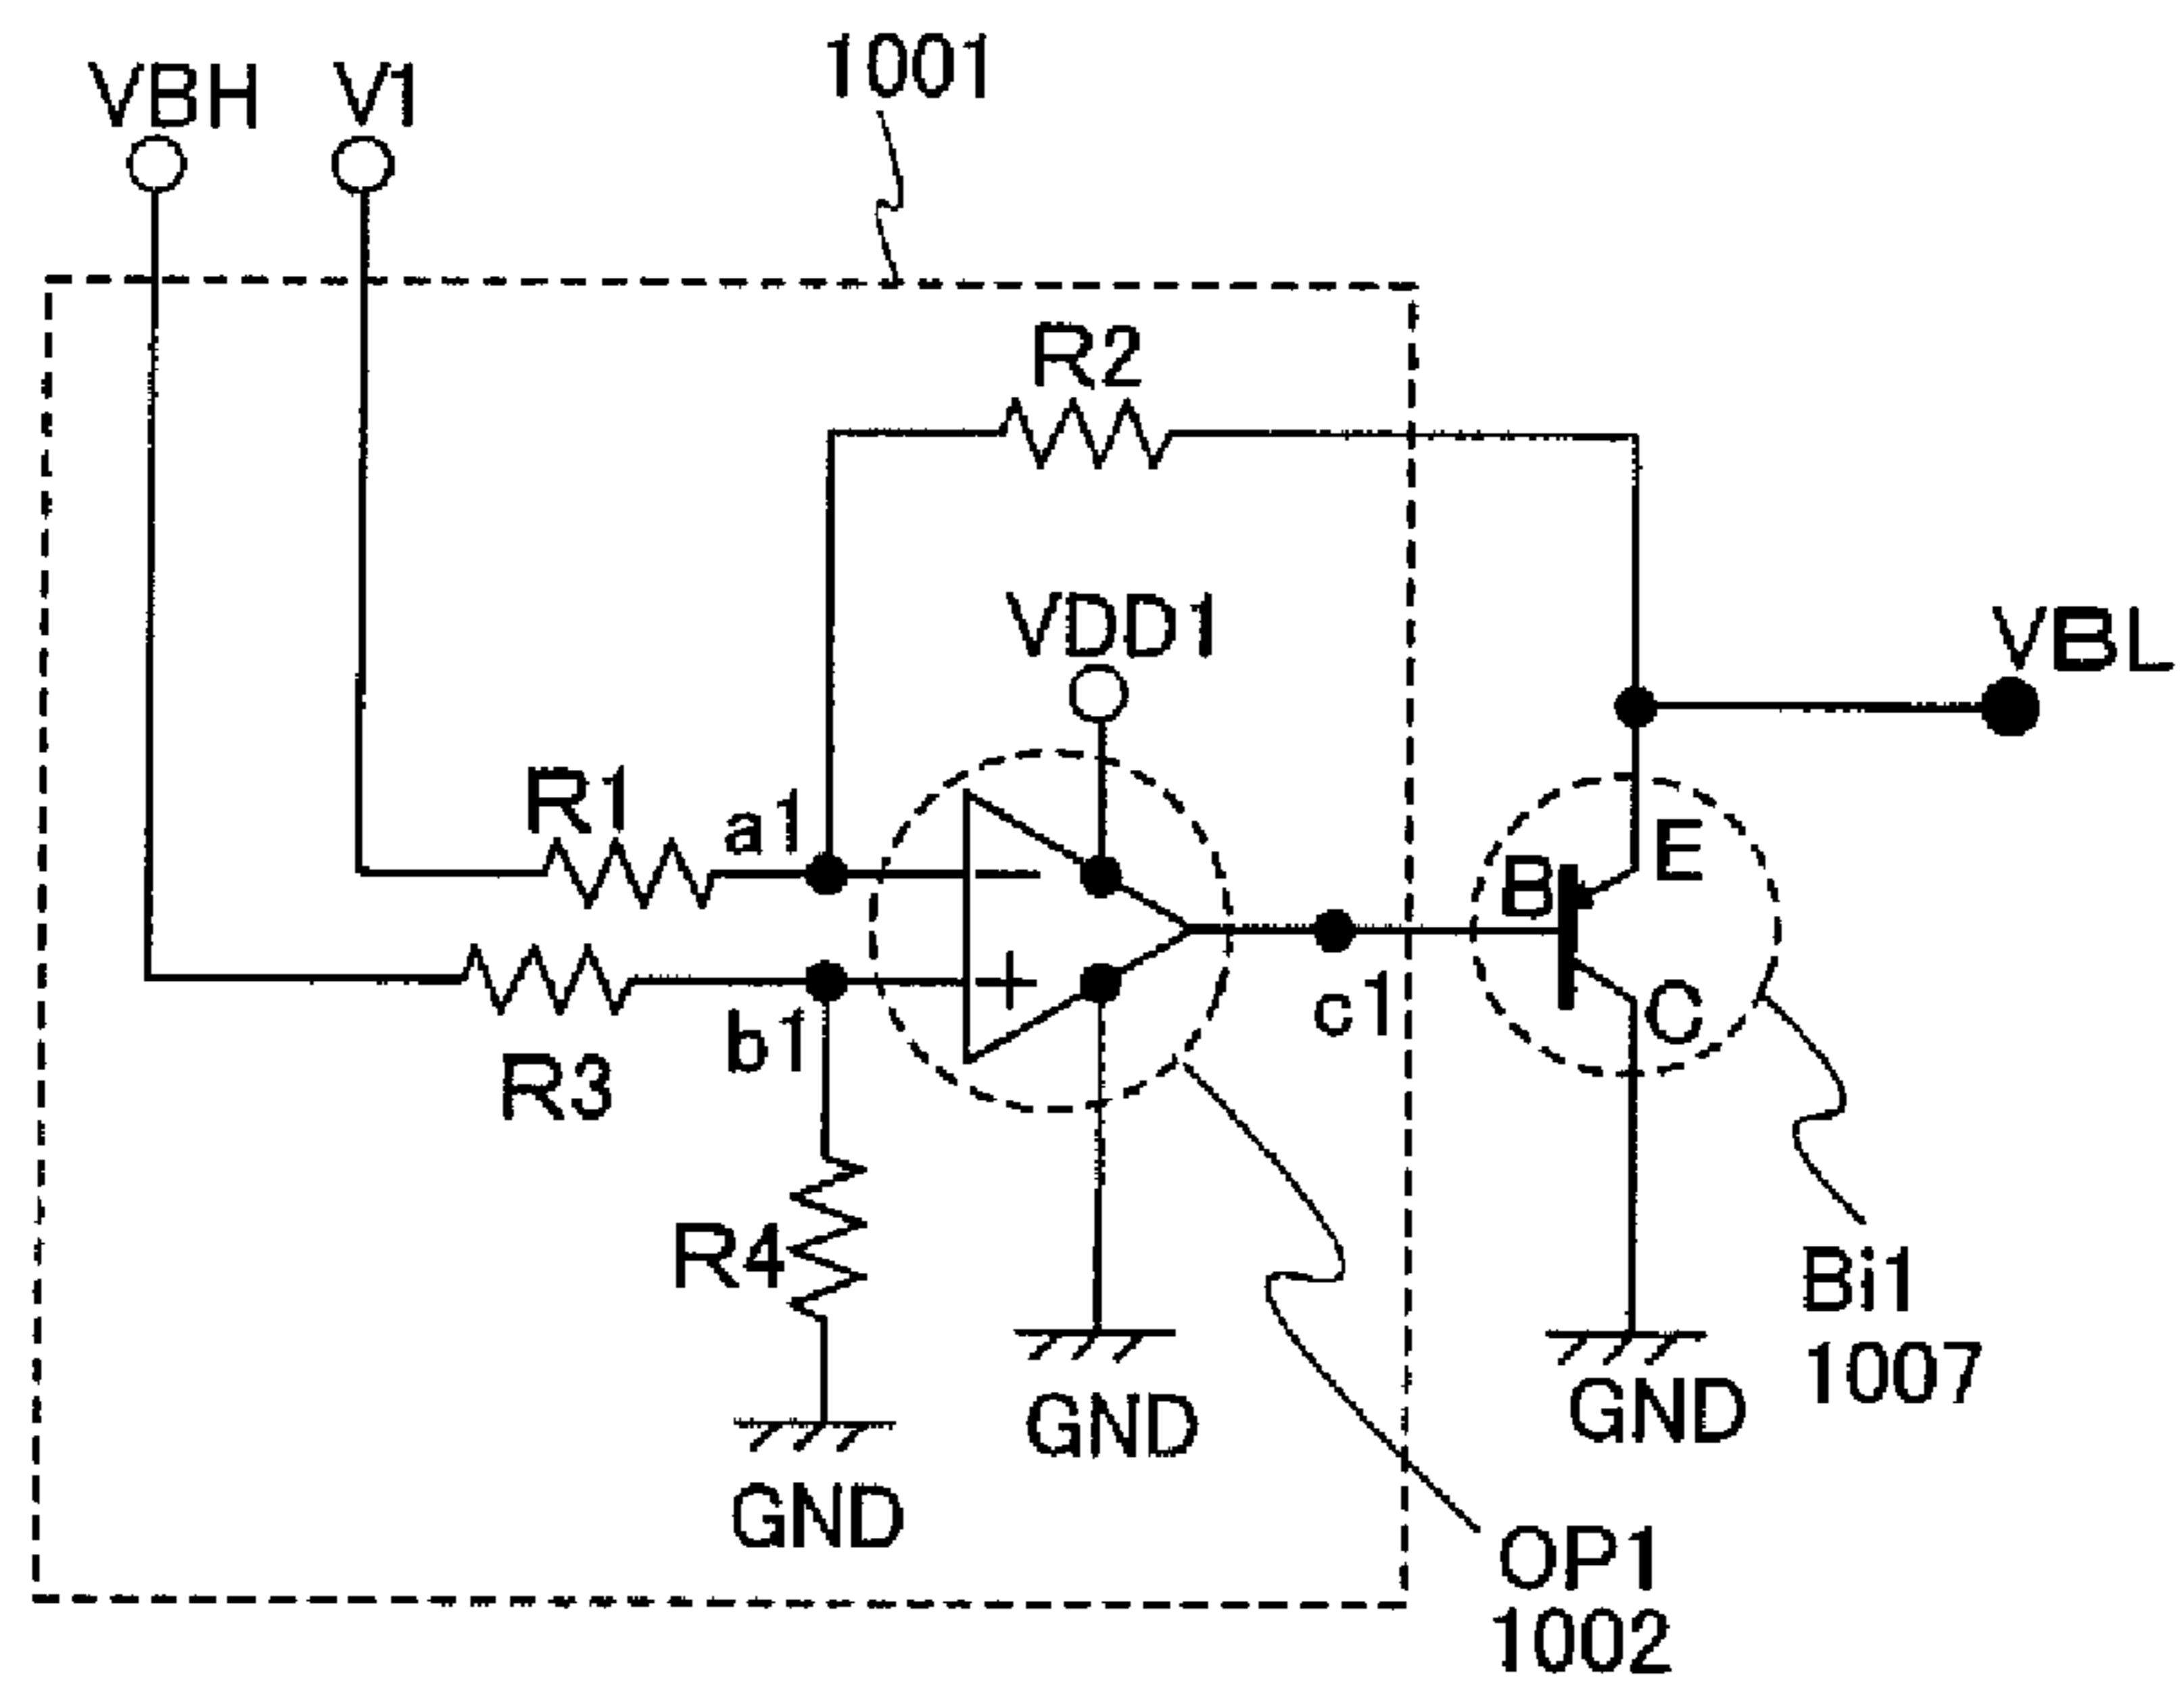 VBH
V1
1001
R2
VDD1
VBL
R1
a1
−
E
B
+
C
b1
c1
R3
R4
Bi1
1007
GND
GND
GND
OP1
1002